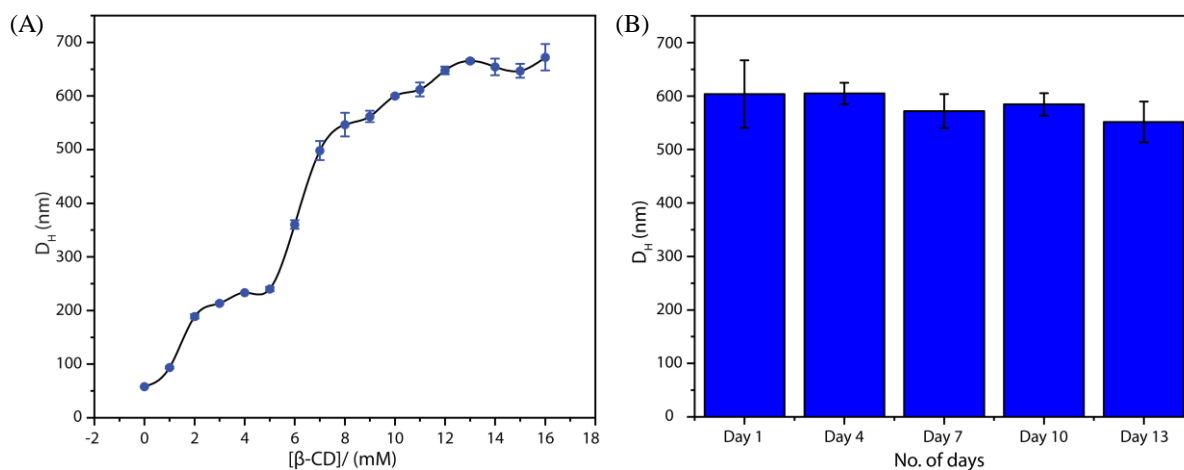 (A)
700
600
500
400
300
200
100
0
D_H (nm)
-2 0 2 4 6 8 10 12 14 16 18
[β-CD]/ (mM)
(B)
700
600
500
400
300
200
100
0
D_H (nm)
Day 1 Day 4 Day 7 Day 10 Day 13
No. of days